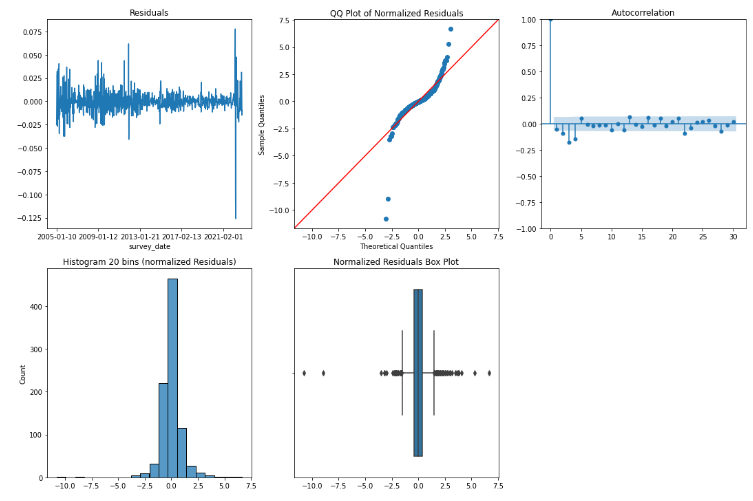 Residuals
0.075
0.050
0.025
0.000
−0.025
−0.050
−0.075
−0.100
−0.125
2005-01-10 2009-01-12 2013-01-21 2017-02-13 2021-02-01
survey_date
QQ Plot of Normalized Residuals
7.5
5.0
2.5
0.0
−2.5
−5.0
−7.5
−10.0
Sample Quantiles
−10.0 −7.5 −5.0 −2.5 0.0 2.5 5.0 7.5
Theoretical Quantiles
Autocorrelation
1.00
0.75
0.50
0.25
0.00
−0.25
−0.50
−0.75
−1.00
0 5 10 15 20 25 30
Histogram 20 bins (normalized Residuals)
400
300
200
100
0
Count
−10.0 −7.5 −5.0 −2.5 0.0 2.5 5.0 7.5
Normalized Residuals Box Plot
−10.0 −7.5 −5.0 −2.5 0.0 2.5 5.0 7.5